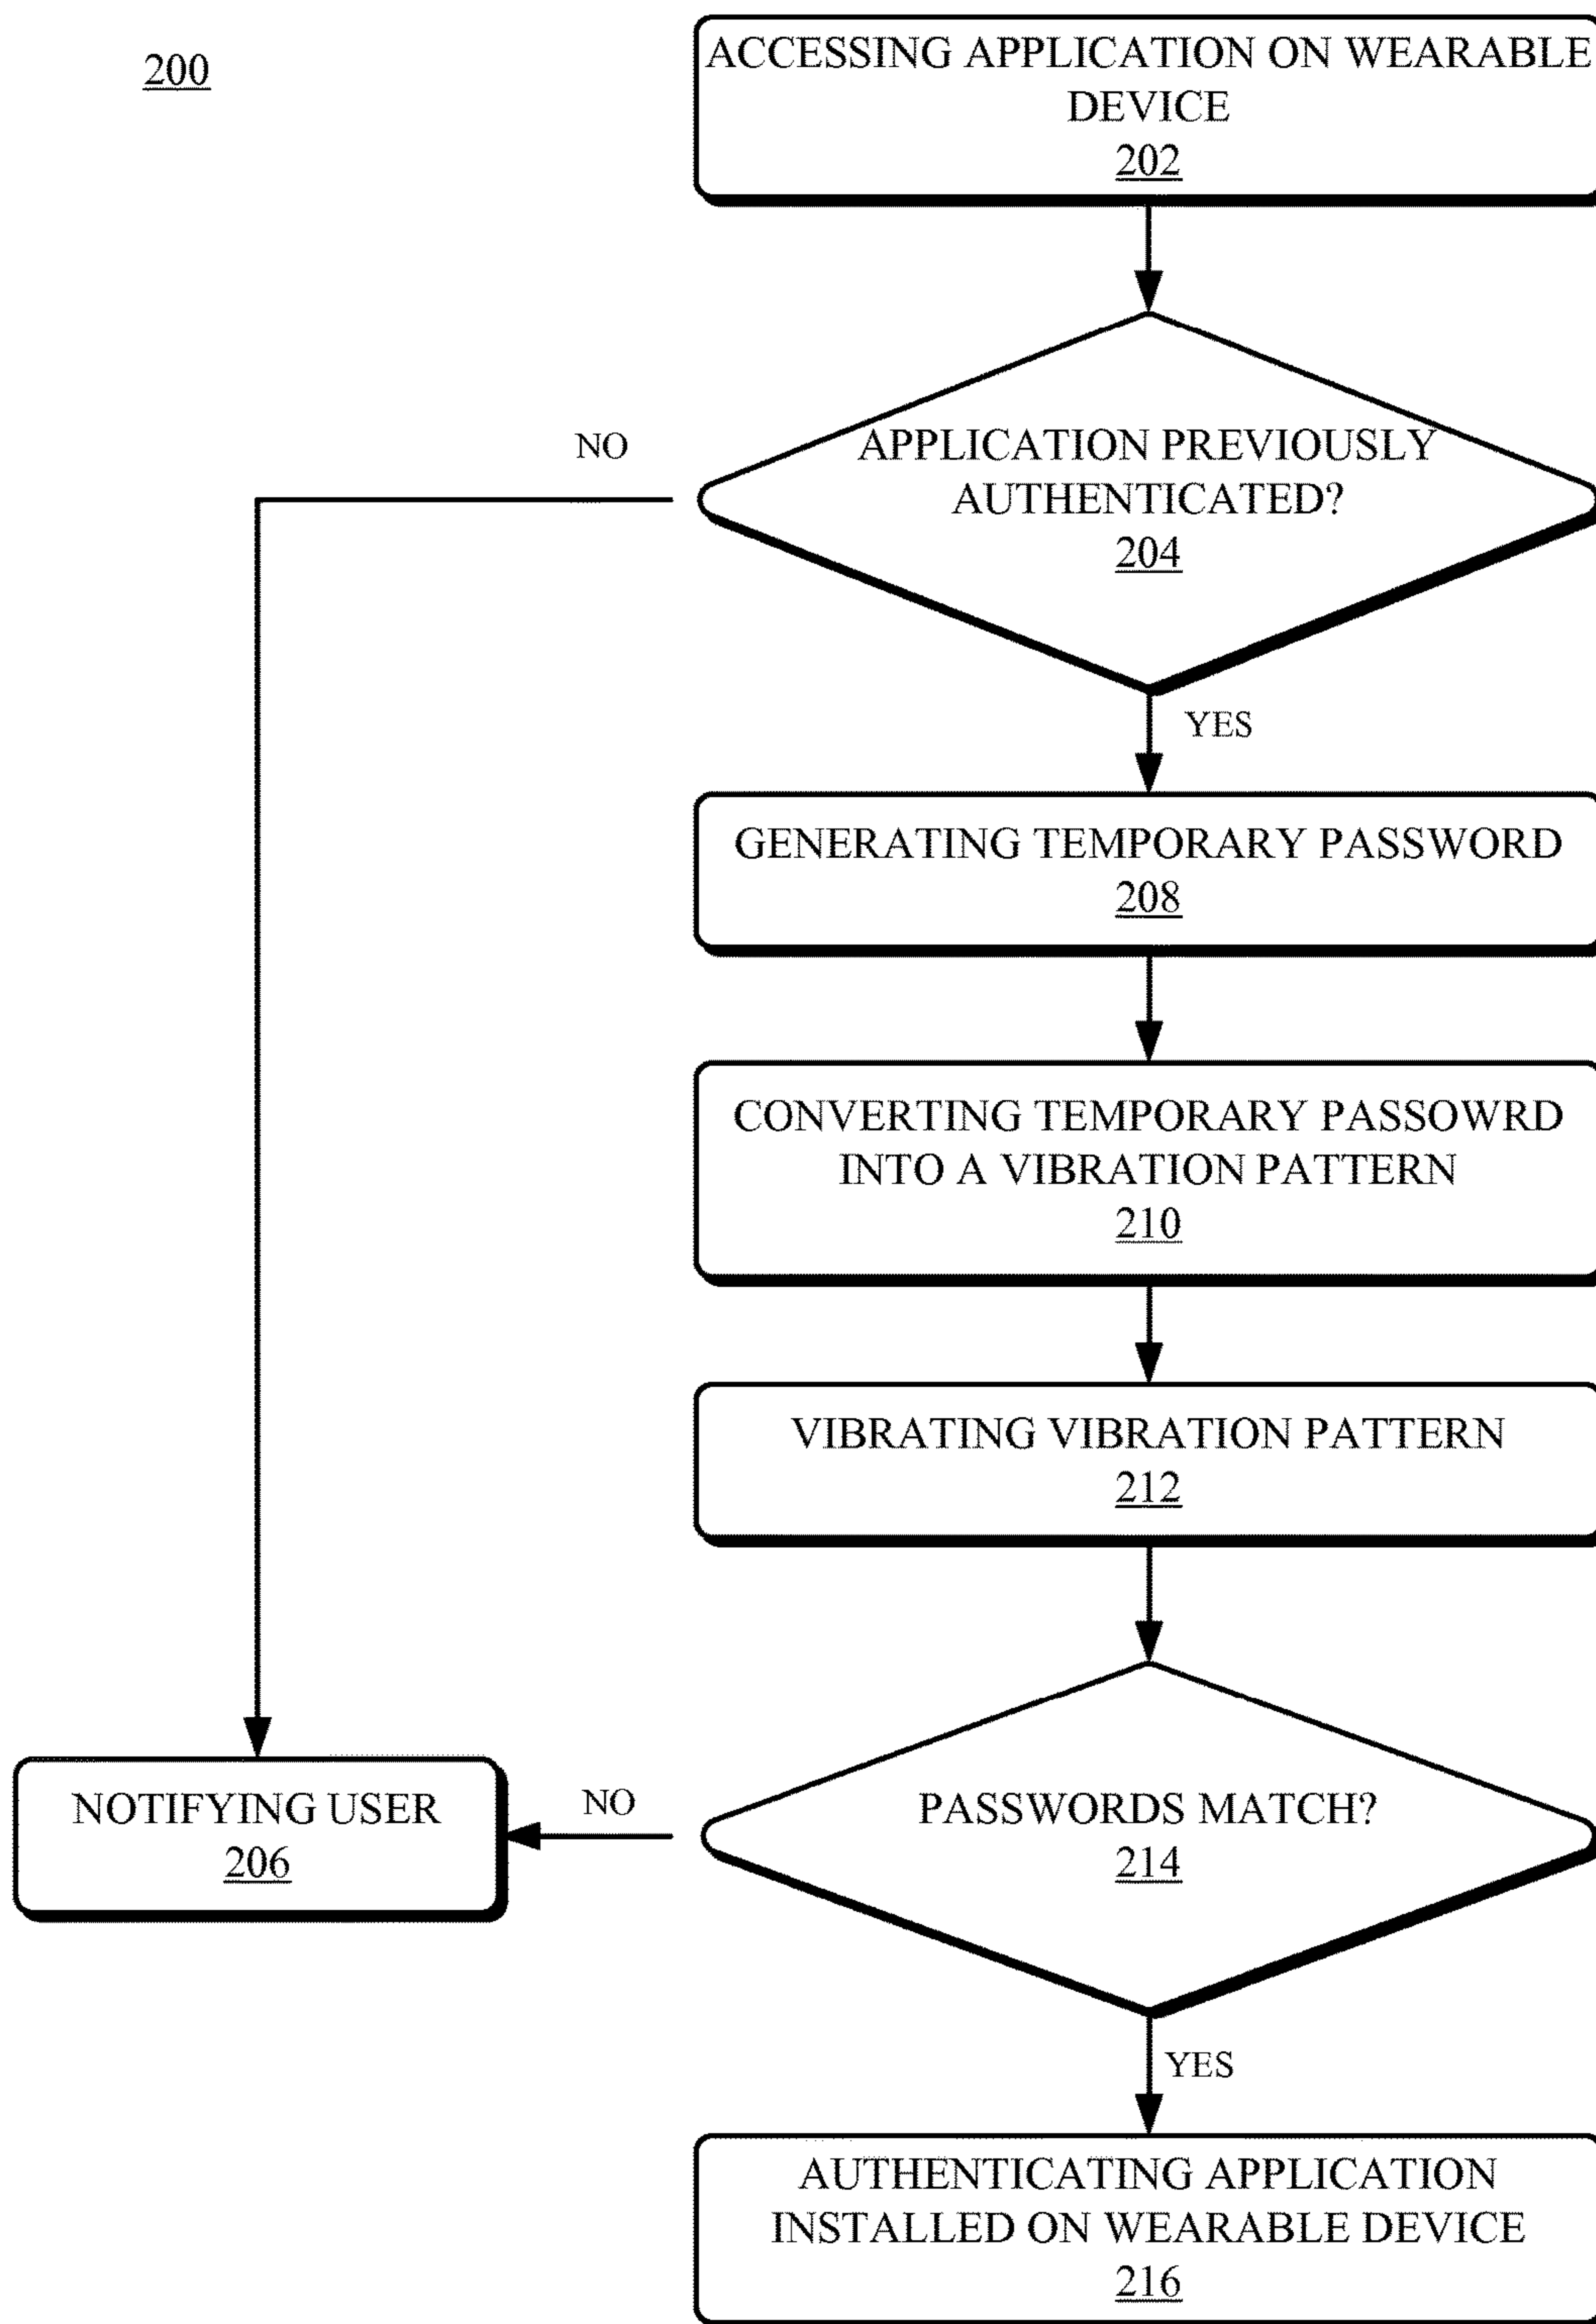 200
ACCESSING APPLICATION ON WEARABLE
DEVICE
202
NO
APPLICATION PREVIOUSLY
AUTHENTICATED?
204
YES
GENERATING TEMPORARY PASSWORD
208
CONVERTING TEMPORARY PASSOWRD
INTO A VIBRATION PATTERN
210
VIBRATING VIBRATION PATTERN
212
NOTIFYING USER
206
NO
PASSWORDS MATCH?
214
YES
AUTHENTICATING APPLICATION
INSTALLED ON WEARABLE DEVICE
216